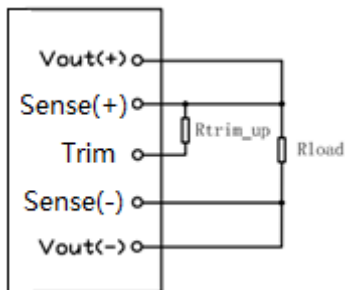 Vout(+)
Sense(+)
Rtrim_up
Trim
Rload
Sense(-)
Vout(-)